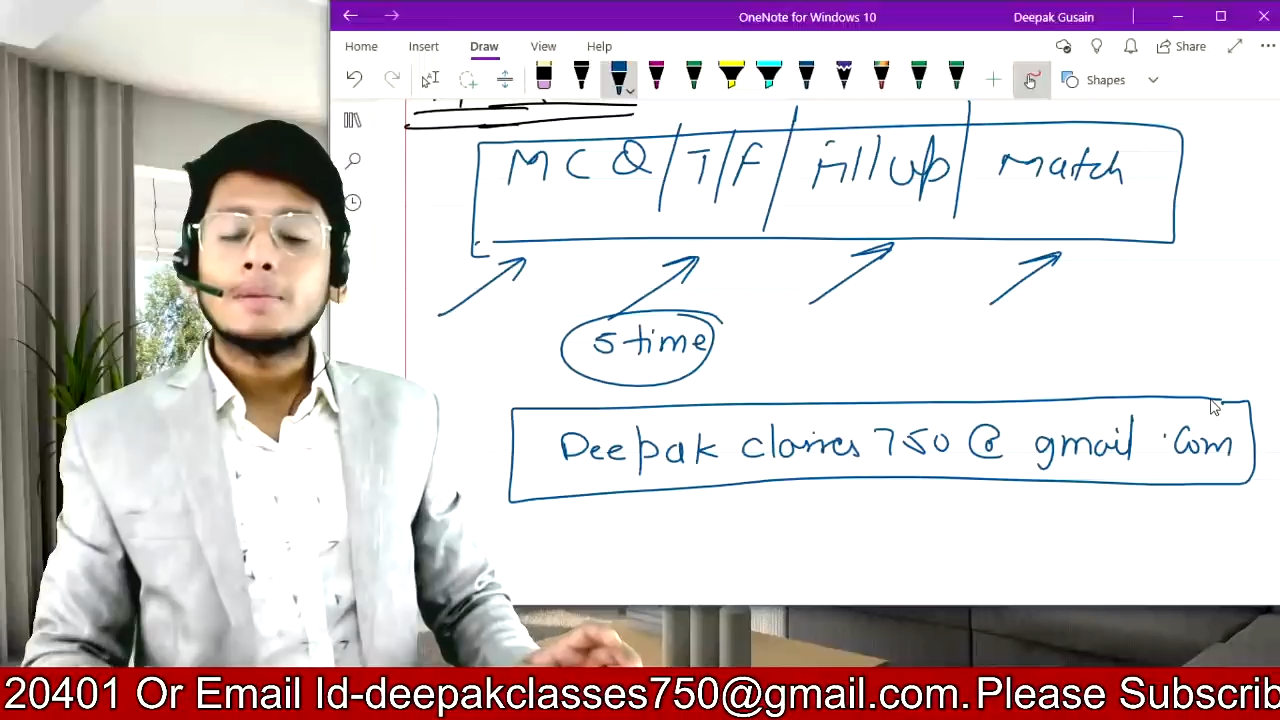 OneNote for Windows 10
Deepak Gusain
Home Insert Draw View Help
Share
Shapes
MCQ / T/F / Fill up / Match
5 time
Deepak classes 750 @ gmail .com
20401 Or Email Id-deepakclasses750@gmail.com. Please Subscrib